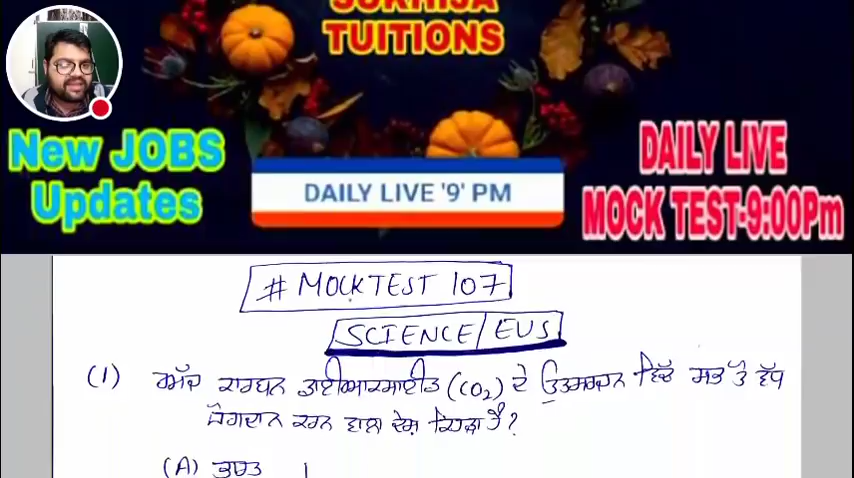 SUKHIJA
TUITIONS
New JOBS
Updates
DAILY LIVE '9' PM
DAILY LIVE
MOCK TEST-9:00Pm
# MOCKTEST 107
SCIENCE/EVS
(1) ਕਾਰਬਨ ਡਾਈਆਕਸਾਈਡ (CO2) ਦੇ ਉਤਸਰਜਨ ਵਿੱਚ ਸਭ ਤੋਂ ਵੱਧ
ਯੋਗਦਾਨ ਕਰਨ ਵਾਲਾ ਦੇਸ਼ ਕਿਹੜਾ ਹੈ?
(A) ਭਾਰਤ